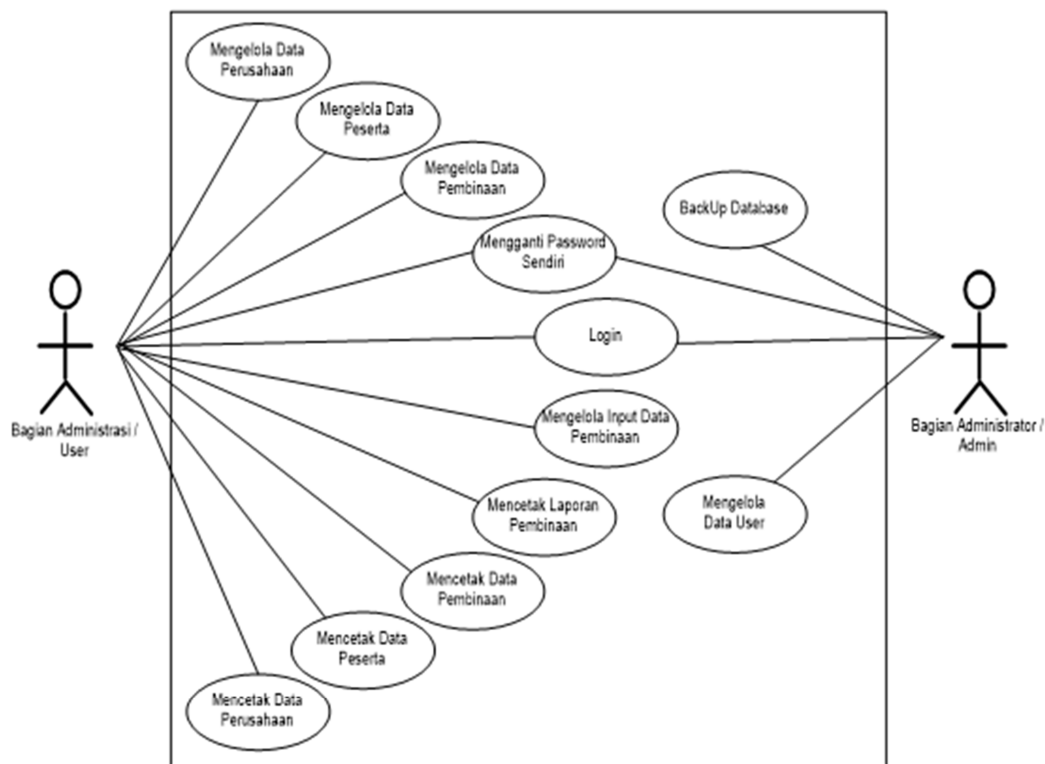 Mengelola Data
Perusahaan
Mengelola Data
Peserta
Mengelola Data
Pembinaan
Mengganti Password
Sendiri
BackUp Database
Login
Mengelola Input Data
Pembinaan
Bagian Administrasi /
User
Bagian Administrator /
Admin
Mencetak Laporan
Pembinaan
Mengelola
Data User
Mencetak Data
Pembinaan
Mencetak Data
Peserta
Mencetak Data
Perusahaan